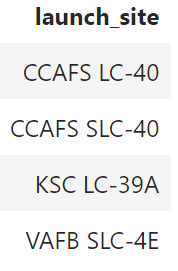 launch_site
CCAFS LC-40
CCAFS SLC-40
KSC LC-39A
VAFB SLC-4E